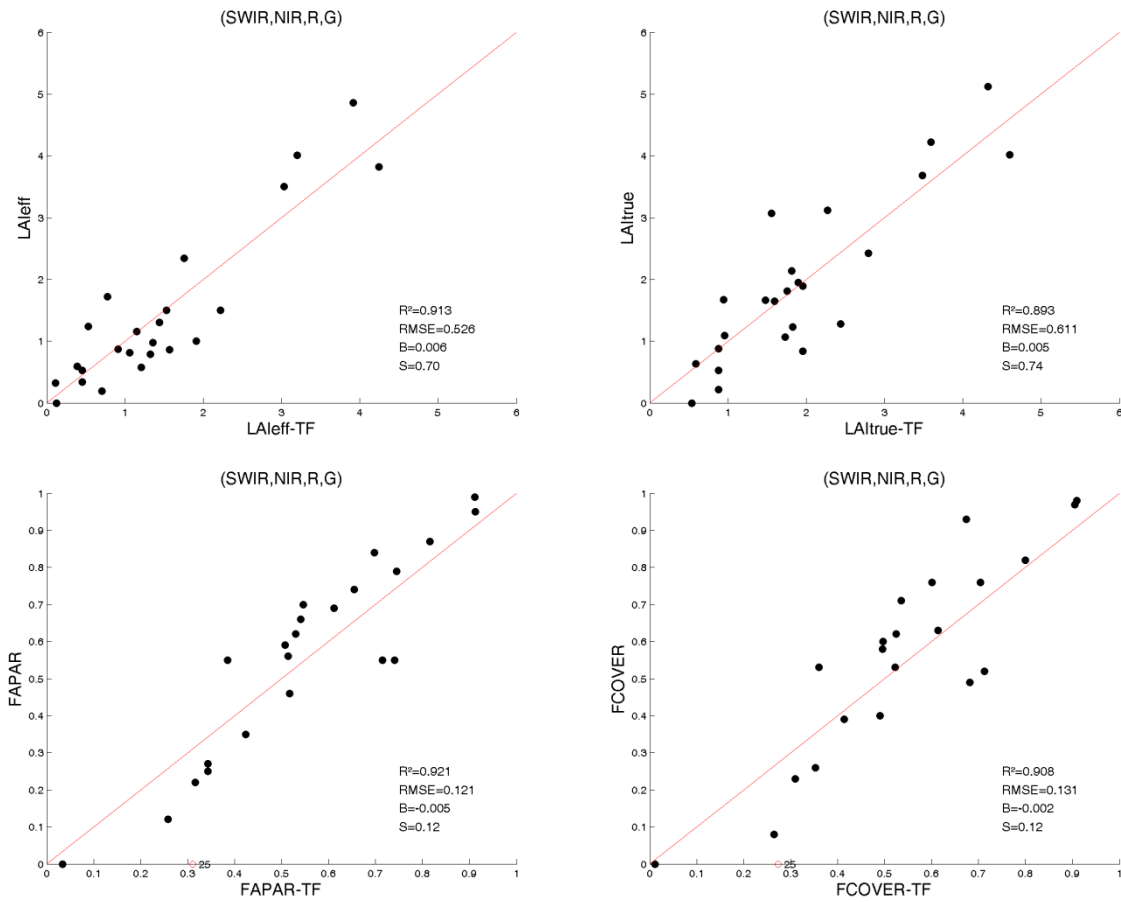 (SWIR,NIR,R,G)
6
5
4
3
2
1
0
LAIeff
R²=0.913
RMSE=0.526
B=0.006
S=0.70
0 1 2 3 4 5 6
LAIeff-TF
(SWIR,NIR,R,G)
6
5
4
3
2
1
0
LAItrue
R²=0.893
RMSE=0.611
B=0.005
S=0.74
0 1 2 3 4 5 6
LAItrue-TF
(SWIR,NIR,R,G)
1
0.9
0.8
0.7
0.6
0.5
0.4
0.3
0.2
0.1
0
FAPAR
R²=0.921
RMSE=0.121
B=-0.005
S=0.12
25
0 0.1 0.2 0.3 0.4 0.5 0.6 0.7 0.8 0.9 1
FAPAR-TF
(SWIR,NIR,R,G)
1
0.9
0.8
0.7
0.6
0.5
0.4
0.3
0.2
0.1
0
FCOVER
R²=0.908
RMSE=0.131
B=-0.002
S=0.12
25
0 0.1 0.2 0.3 0.4 0.5 0.6 0.7 0.8 0.9 1
FCOVER-TF